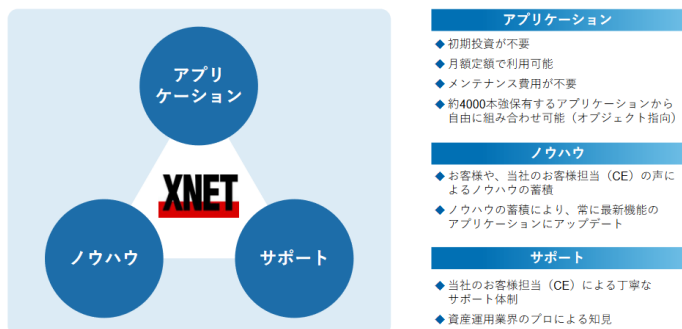 アプリ
ケーション
XNET
ノウハウ
サポート
アプリケーション
◆ 初期投資が不要
◆ 月額定額で利用可能
◆ メンテナンス費用が不要
◆ 約4000本強保有するアプリケーションから
自由に組み合わせ可能（オブジェクト指向）
ノウハウ
◆ お客様や、当社のお客様担当（CE）の声に
よるノウハウの蓄積
◆ ノウハウの蓄積により、常に最新機能の
アプリケーションにアップデート
サポート
◆ 当社のお客様担当（CE）による丁寧な
サポート体制
◆ 資産運用業界のプロによる知見